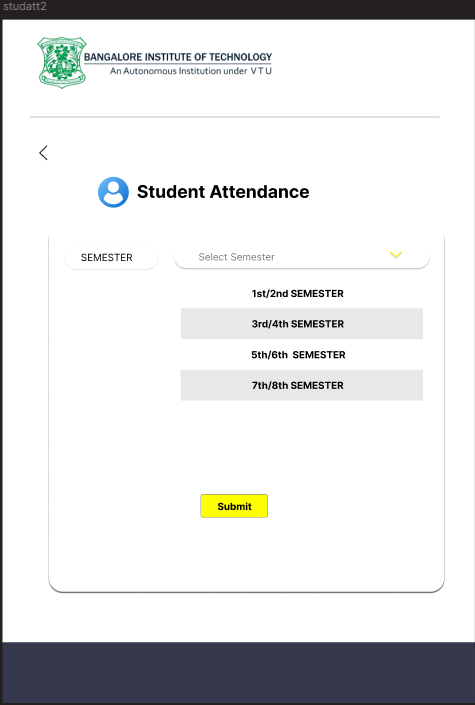 studatt2
BANGALORE INSTITUTE OF TECHNOLOGY
An Autonomous Institution under V T U
Student Attendance
SEMESTER
Select Semester
1st/2nd SEMESTER
3rd/4th SEMESTER
5th/6th SEMESTER
7th/8th SEMESTER
Submit